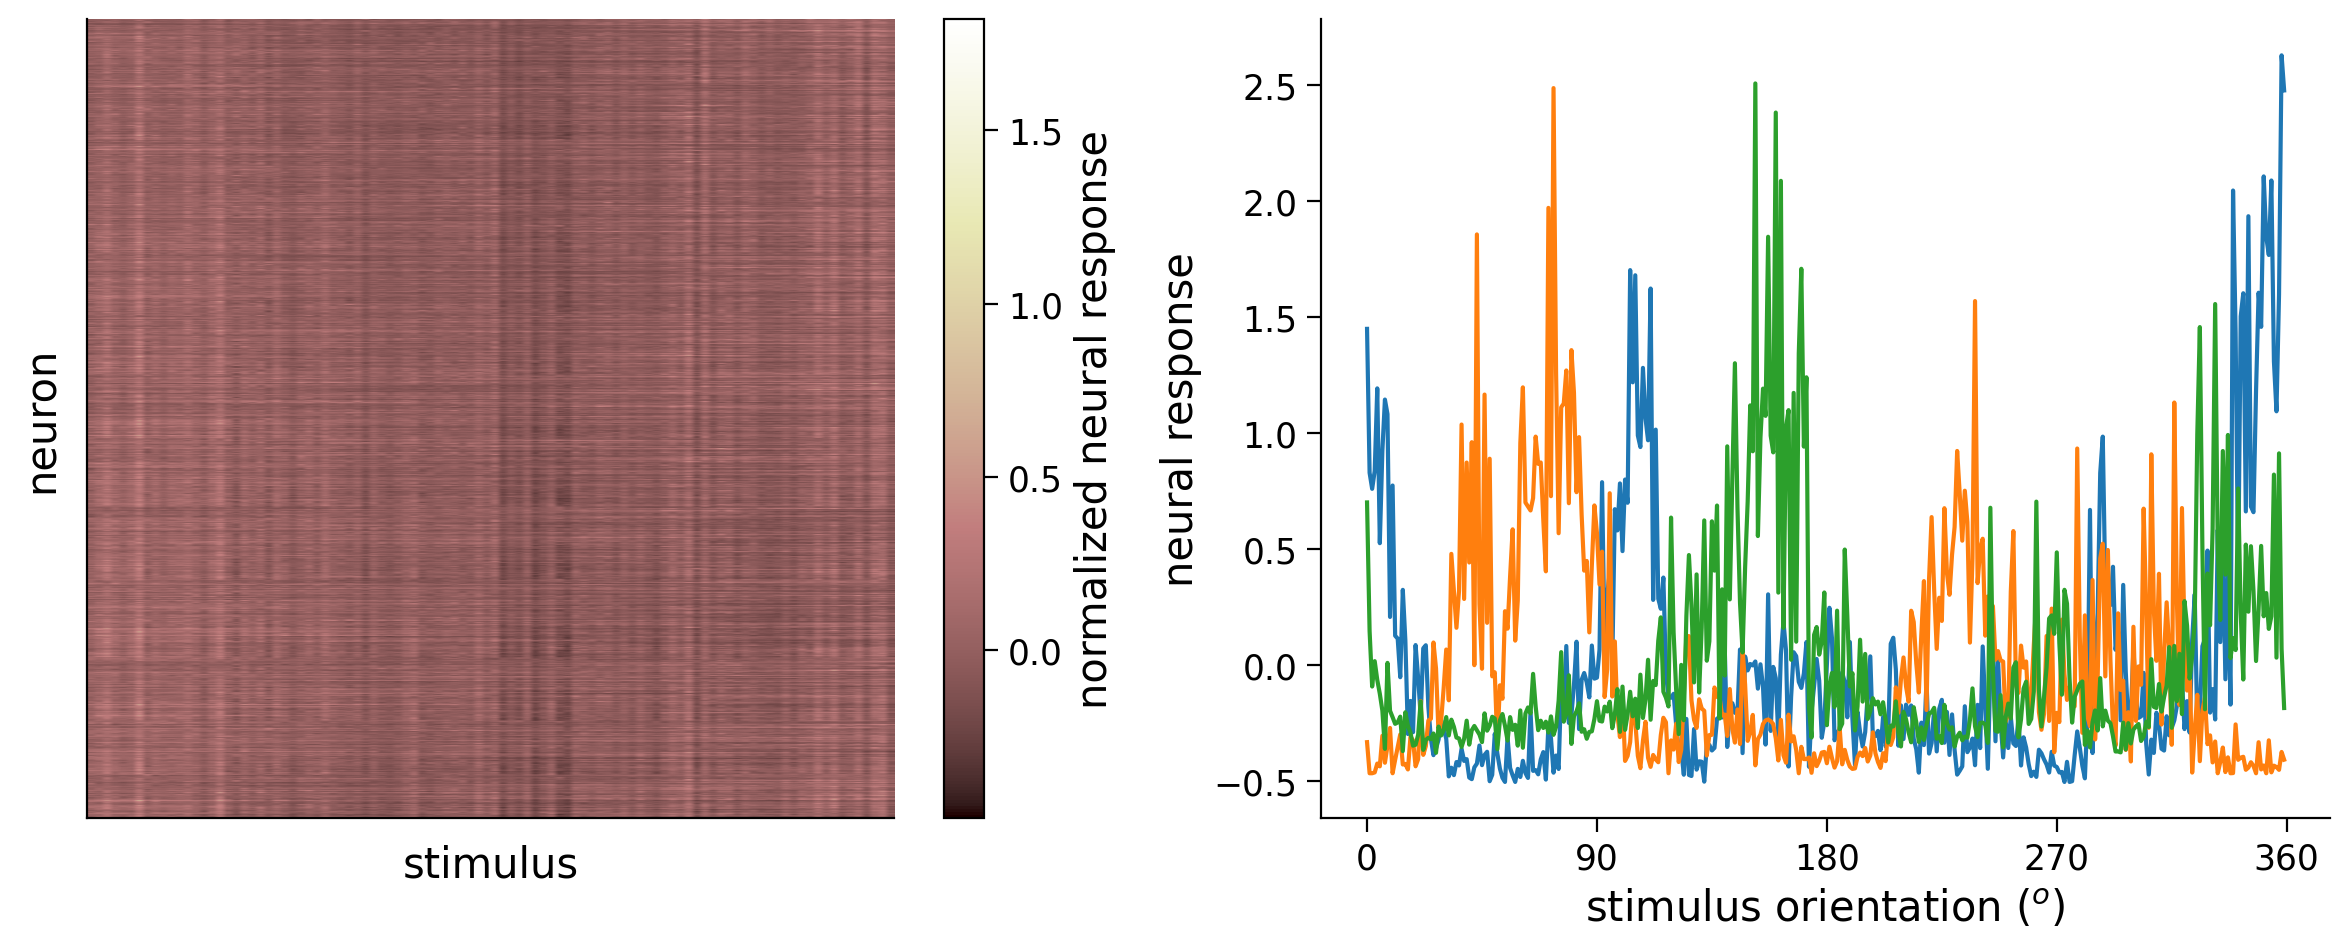 neuron
stimulus
1.5
1.0
0.5
0.0
normalized neural response
neural response
2.5
2.0
1.5
1.0
0.5
0.0
−0.5
0 90 180 270 360
stimulus orientation (o)